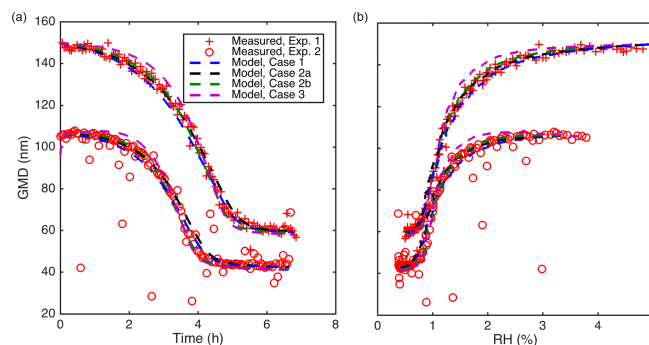 (a)
(b)
160
140
120
100
80
60
40
20
GMD (nm)
Measured, Exp. 1
Measured, Exp. 2
Model, Case 1
Model, Case 2a
Model, Case 2b
Model, Case 3
0 2 4 6 8
Time (h)
0 1 2 3 4 5
RH (%)